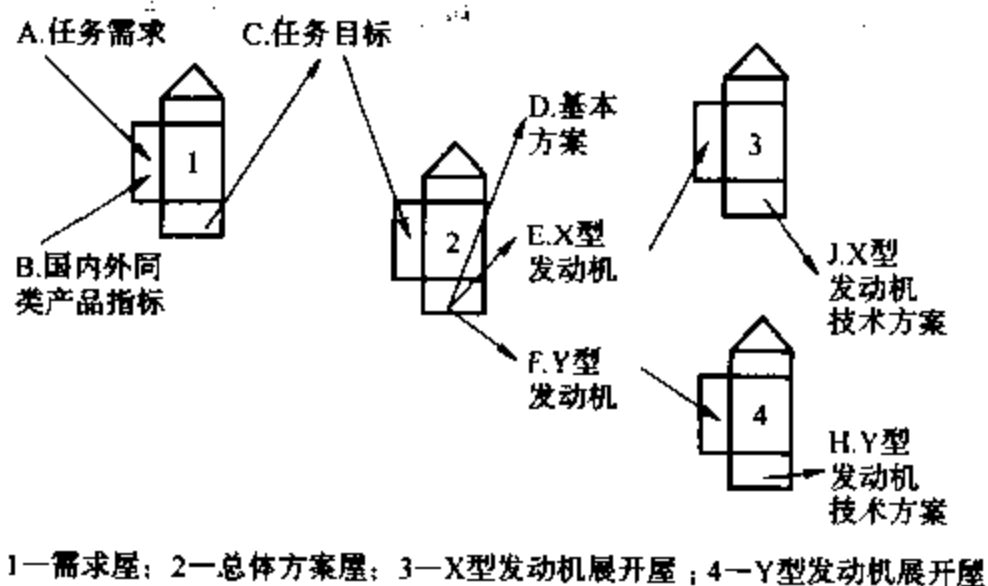 A.任务需求
C.任务目标
1
B.国内外同
类产品指标
2
D.基本
方案
E.X型
发动机
F.Y型
发动机
3
J.X型
发动机
技术方案
4
H.Y型
发动机
技术方案
1—需求屋；2—总体方案屋；3—X型发动机展开屋；4—Y型发动机展开屋